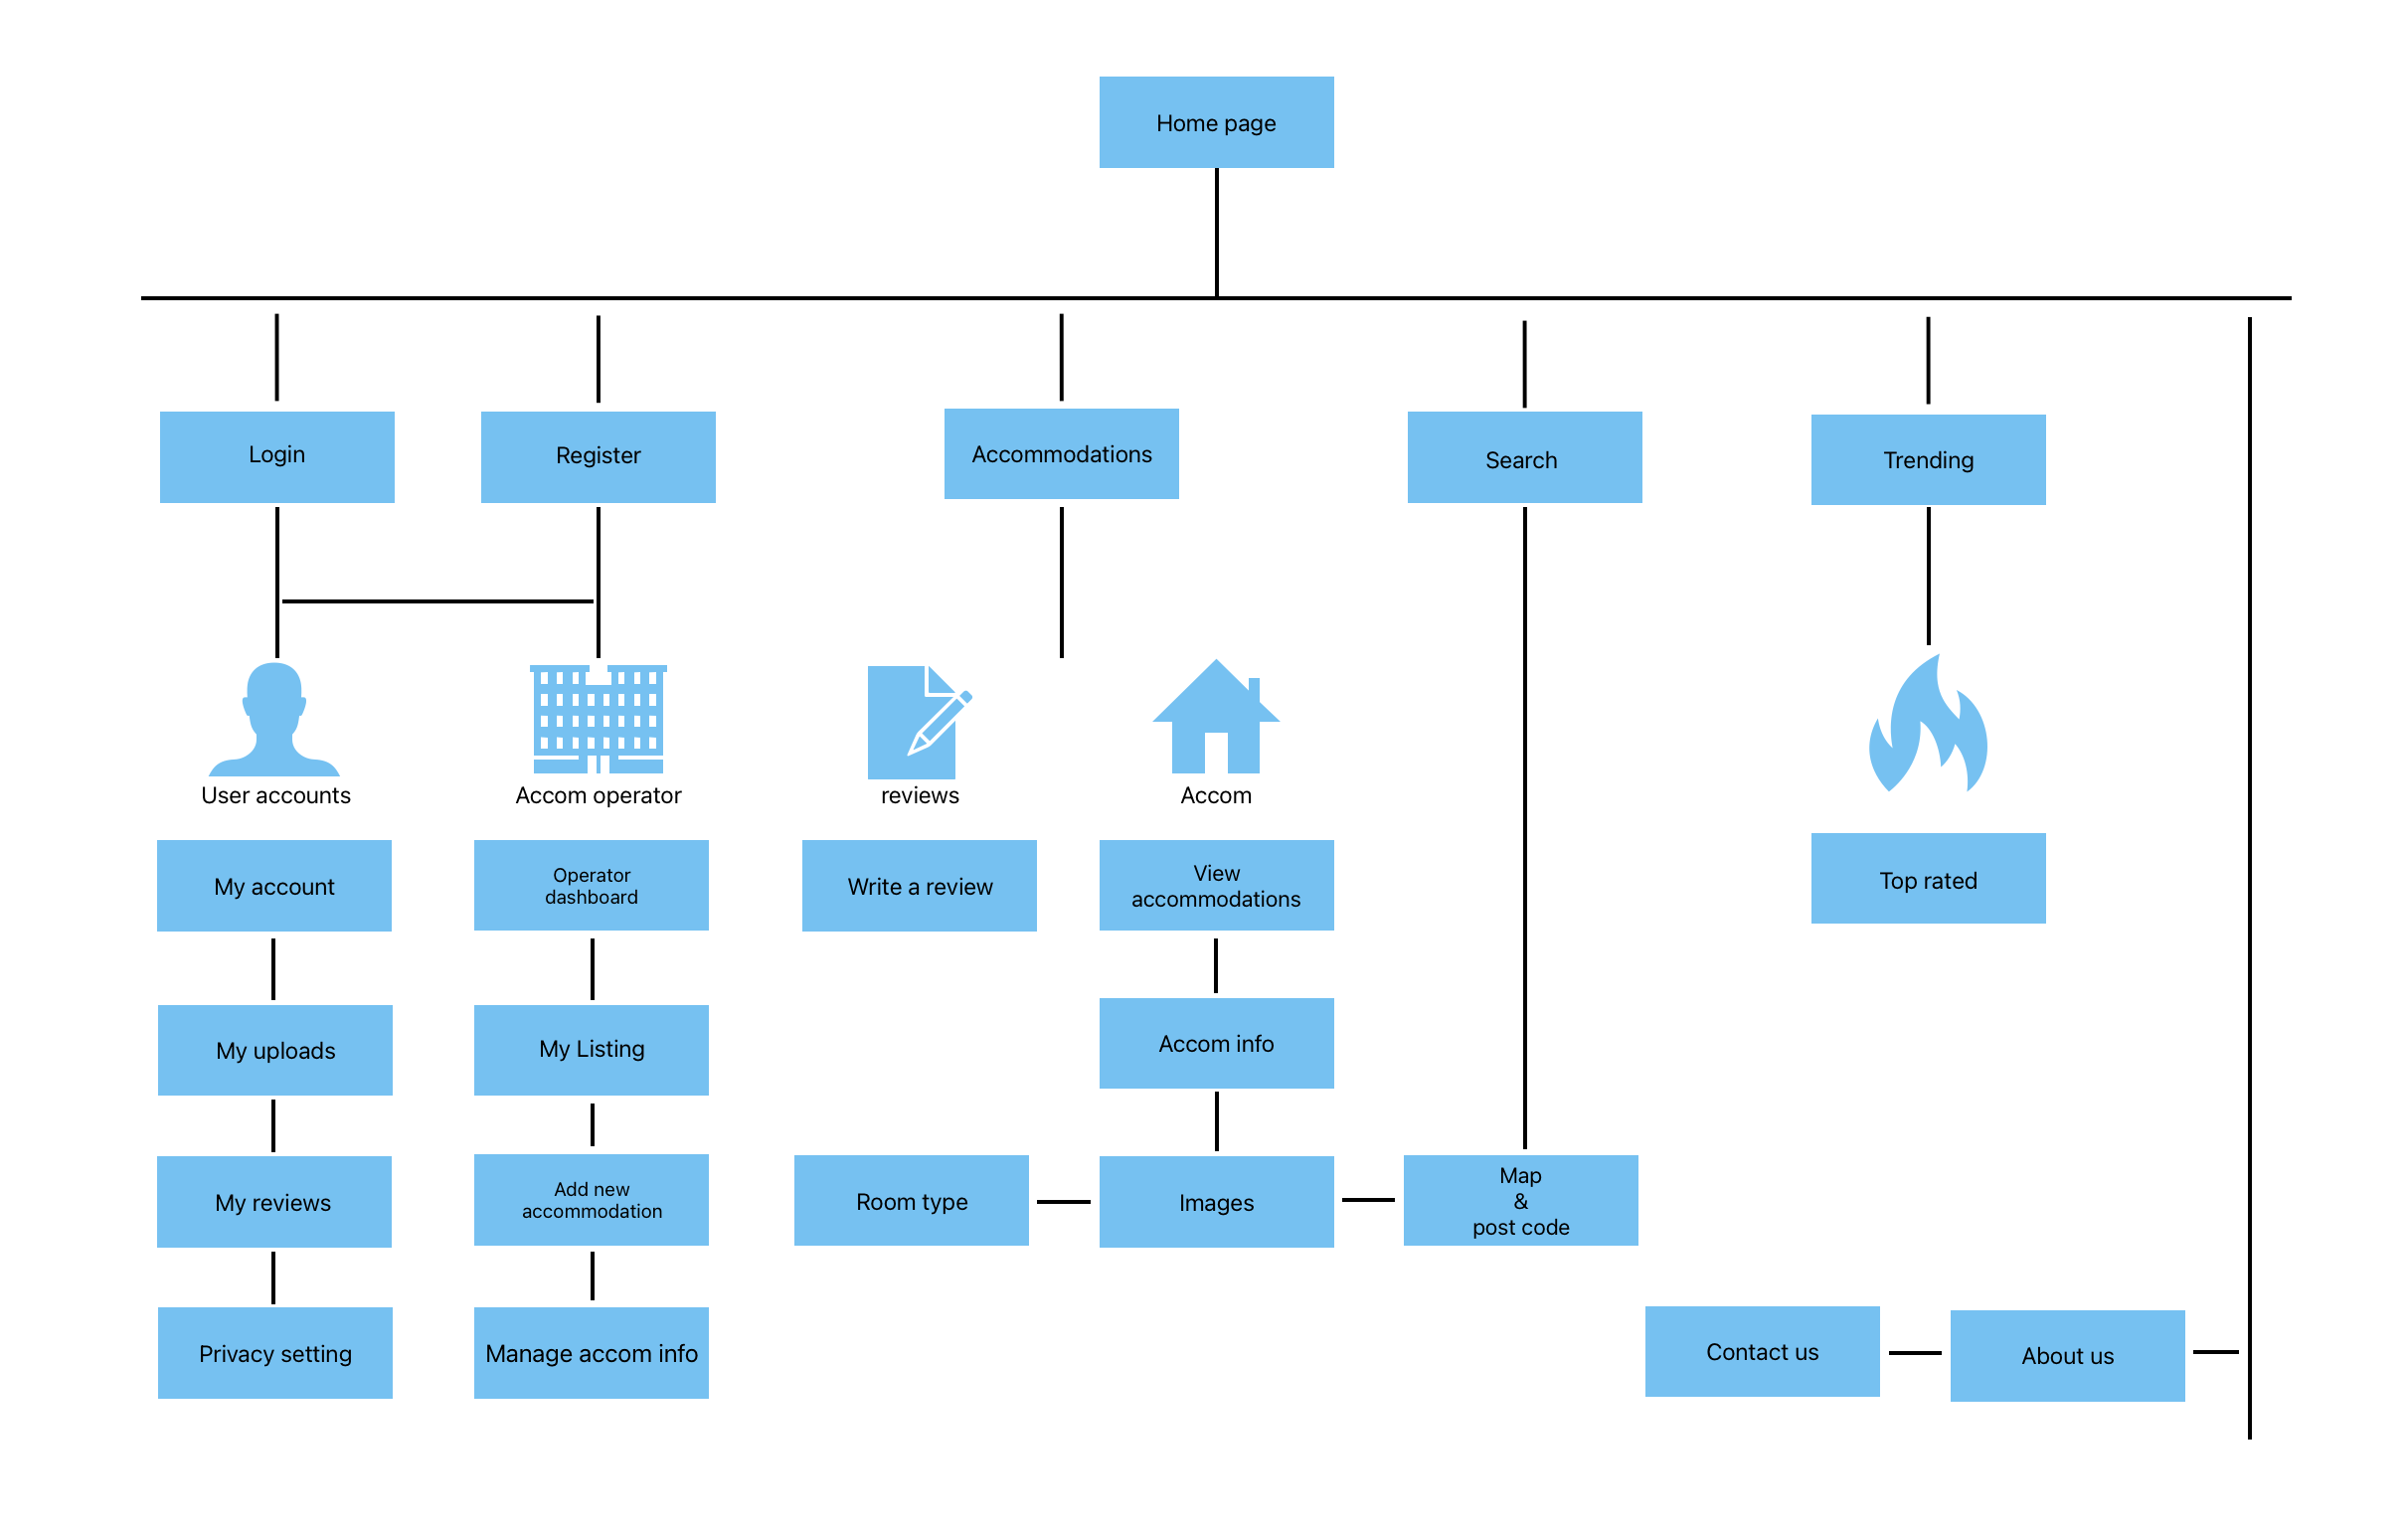 Home page
Login
Register
Accommodations
Search
Trending
User accounts
Accom operator
reviews
Accom
My account
Operator
dashboard
Write a review
View
accommodations
Top rated
My uploads
My Listing
Accom info
My reviews
Add new
accommodation
Room type
Images
Map
&
post code
Privacy setting
Manage accom info
Contact us
About us